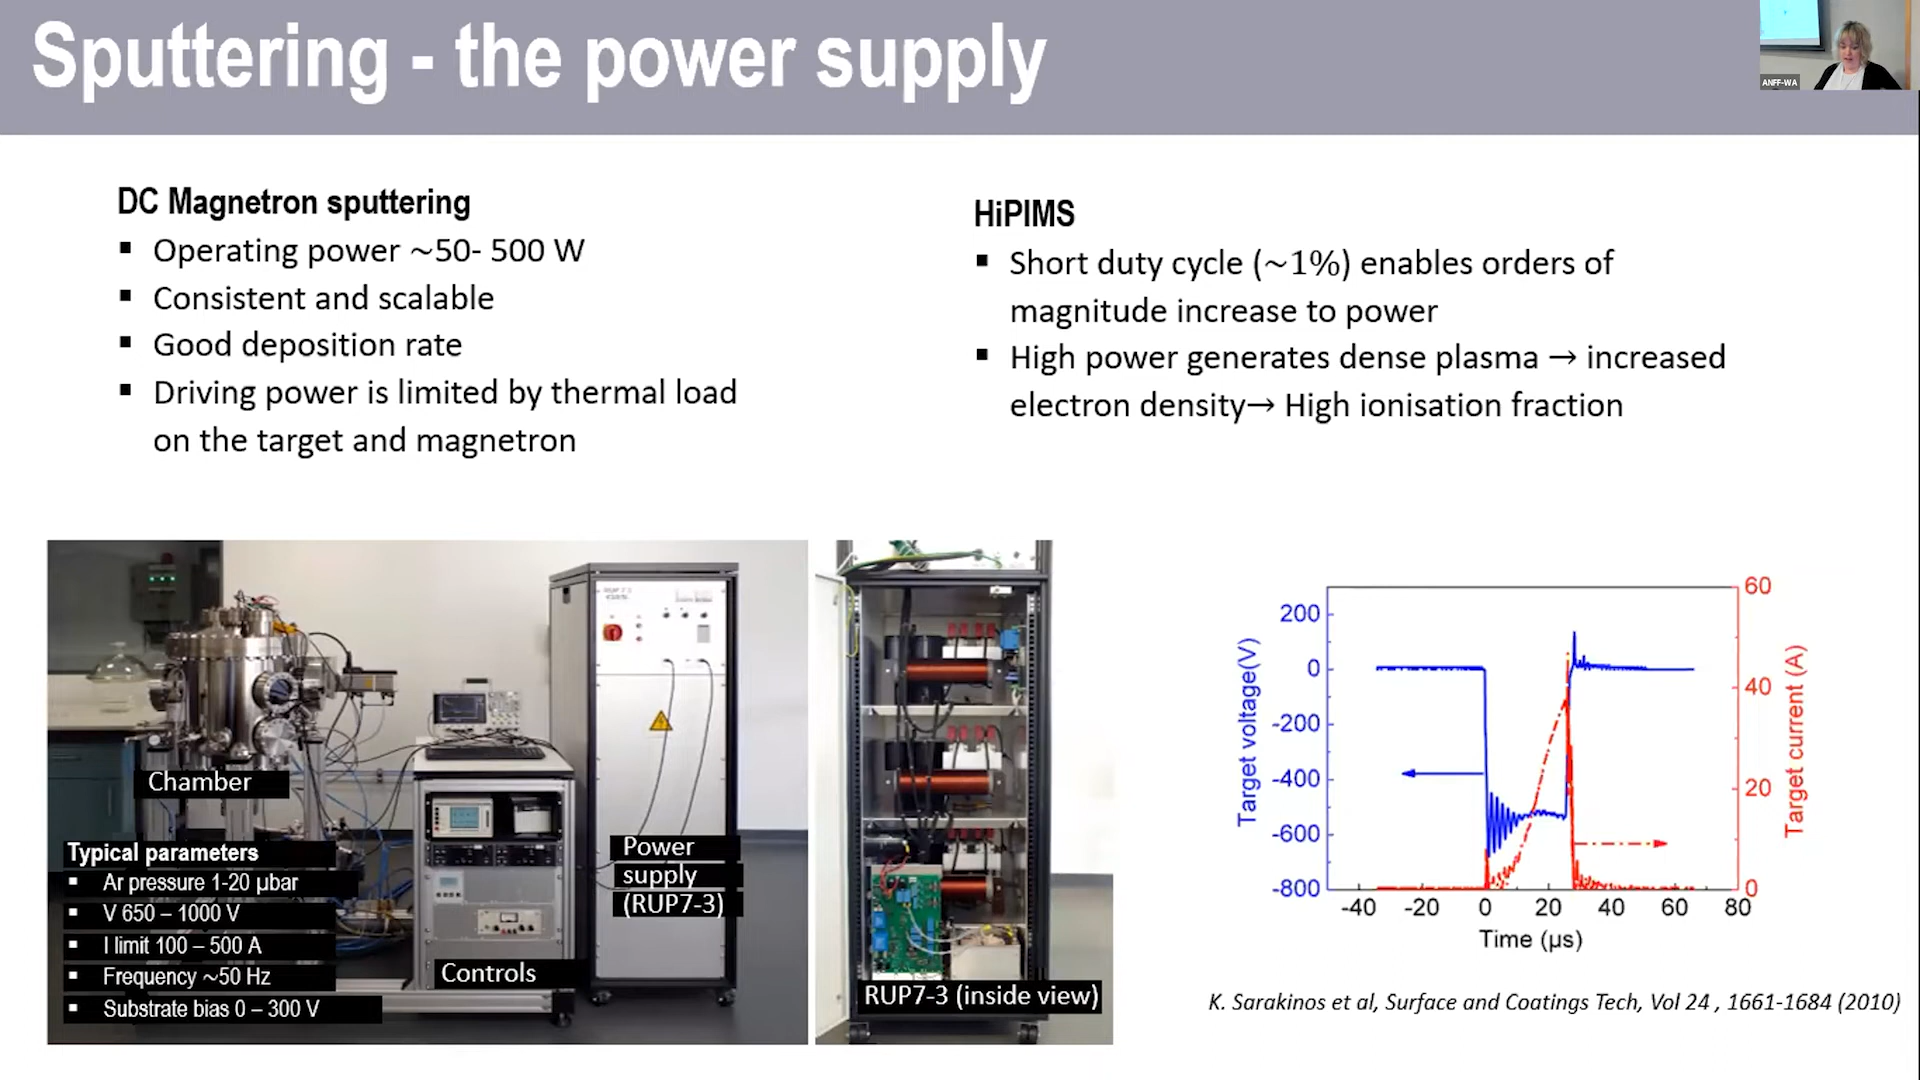 Sputtering - the power supply
ANFF-WA
DC Magnetron sputtering
▪ Operating power ~50- 500 W
▪ Consistent and scalable
▪ Good deposition rate
▪ Driving power is limited by thermal load
on the target and magnetron
HiPIMS
▪ Short duty cycle (~1%) enables orders of
magnitude increase to power
▪ High power generates dense plasma → increased
electron density→ High ionisation fraction
Chamber
Typical parameters
▪ Ar pressure 1-20 µbar
▪ V 650 – 1000 V
▪ I limit 100 – 500 A
▪ Frequency ~50 Hz
▪ Substrate bias 0 – 300 V
Controls
Power
supply
(RUP7-3)
RUP7-3 (inside view)
Target voltage(V)
200
0
-200
-400
-600
-800
60
40
20
0
Target current (A)
-40 -20 0 20 40 60 80
Time (µs)
K. Sarakinos et al, Surface and Coatings Tech, Vol 24 , 1661-1684 (2010)